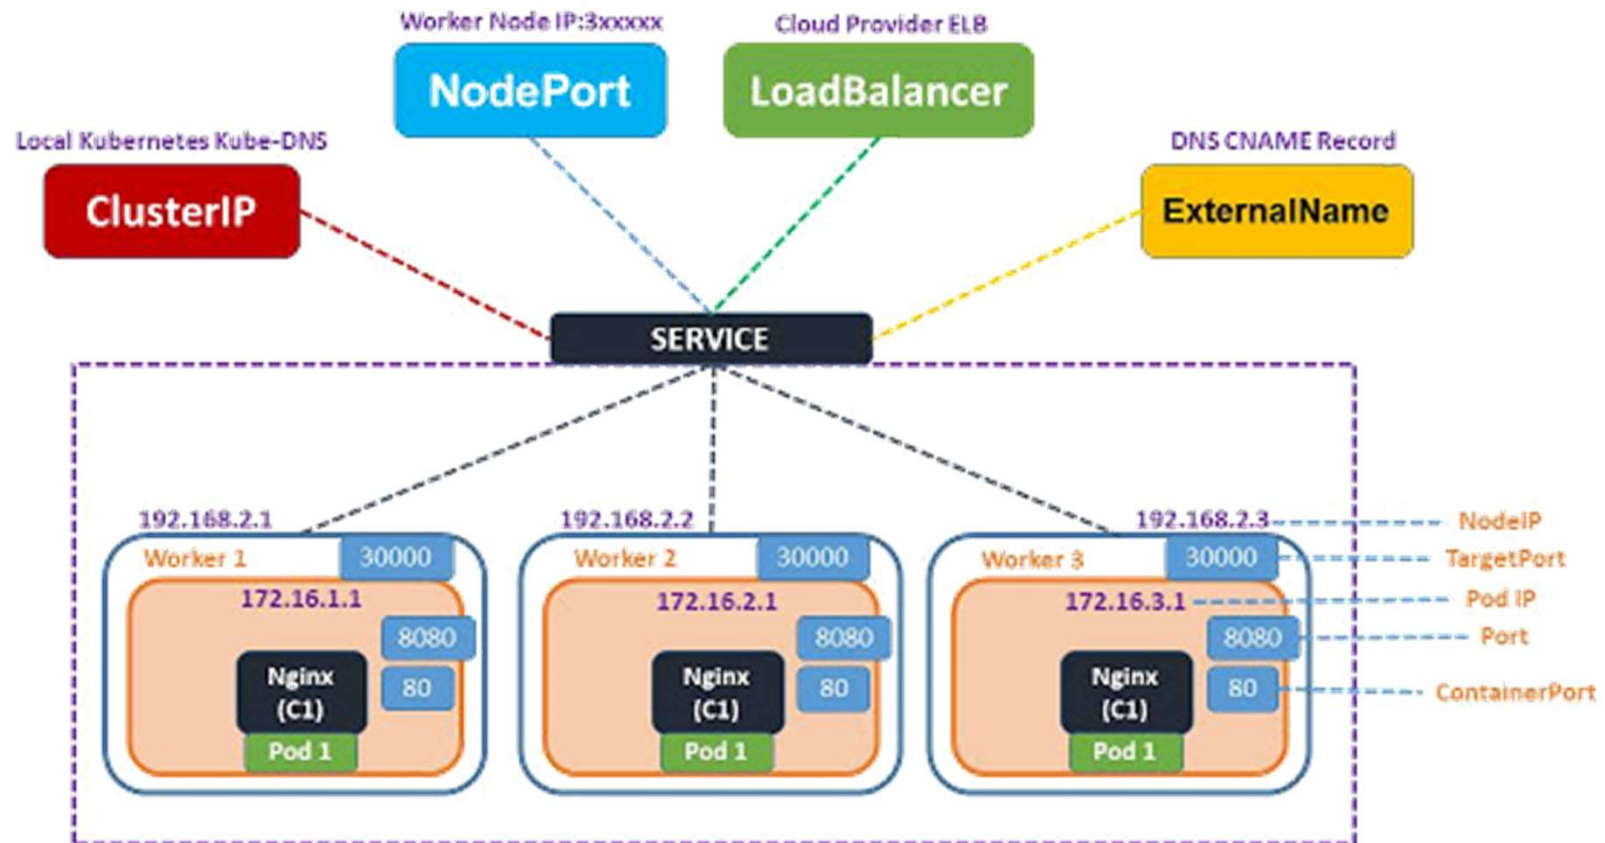 Worker Node IP:3xxxxx
Cloud Provider ELB
NodePort
LoadBalancer
Local Kubernetes Kube-DNS
DNS CNAME Record
ClusterIP
ExternalName
SERVICE
192.168.2.1
192.168.2.2
192.168.2.3
NodeIP
Worker 1
30000
Worker 2
30000
Worker 3
30000
TargetPort
172.16.1.1
172.16.2.1
172.16.3.1
Pod IP
8080
8080
8080
Port
Nginx
(C1)
80
Nginx
(C1)
80
Nginx
(C1)
80
ContainerPort
Pod 1
Pod 1
Pod 1